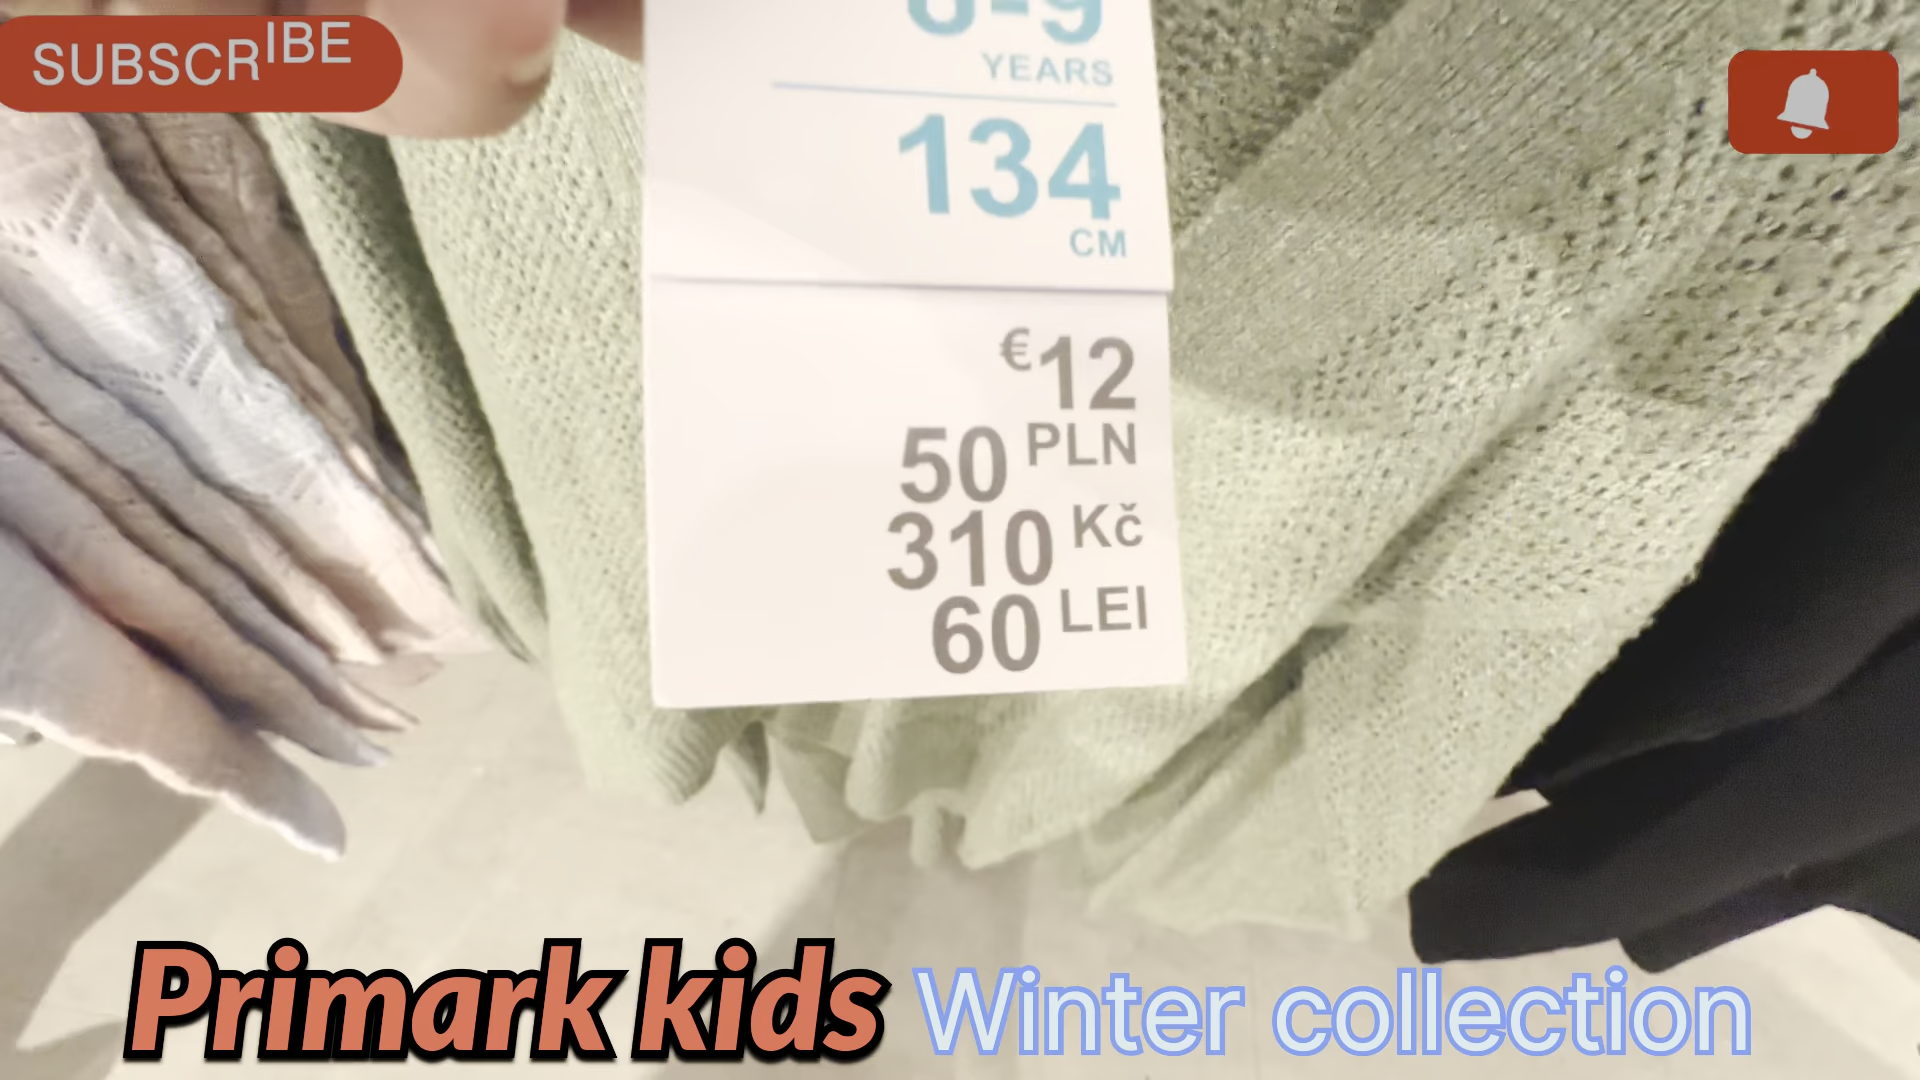 SUBSCRIBE
YEARS
134
CM
€12
50 PLN
310 Kč
60 LEI
Primark kids Winter collection